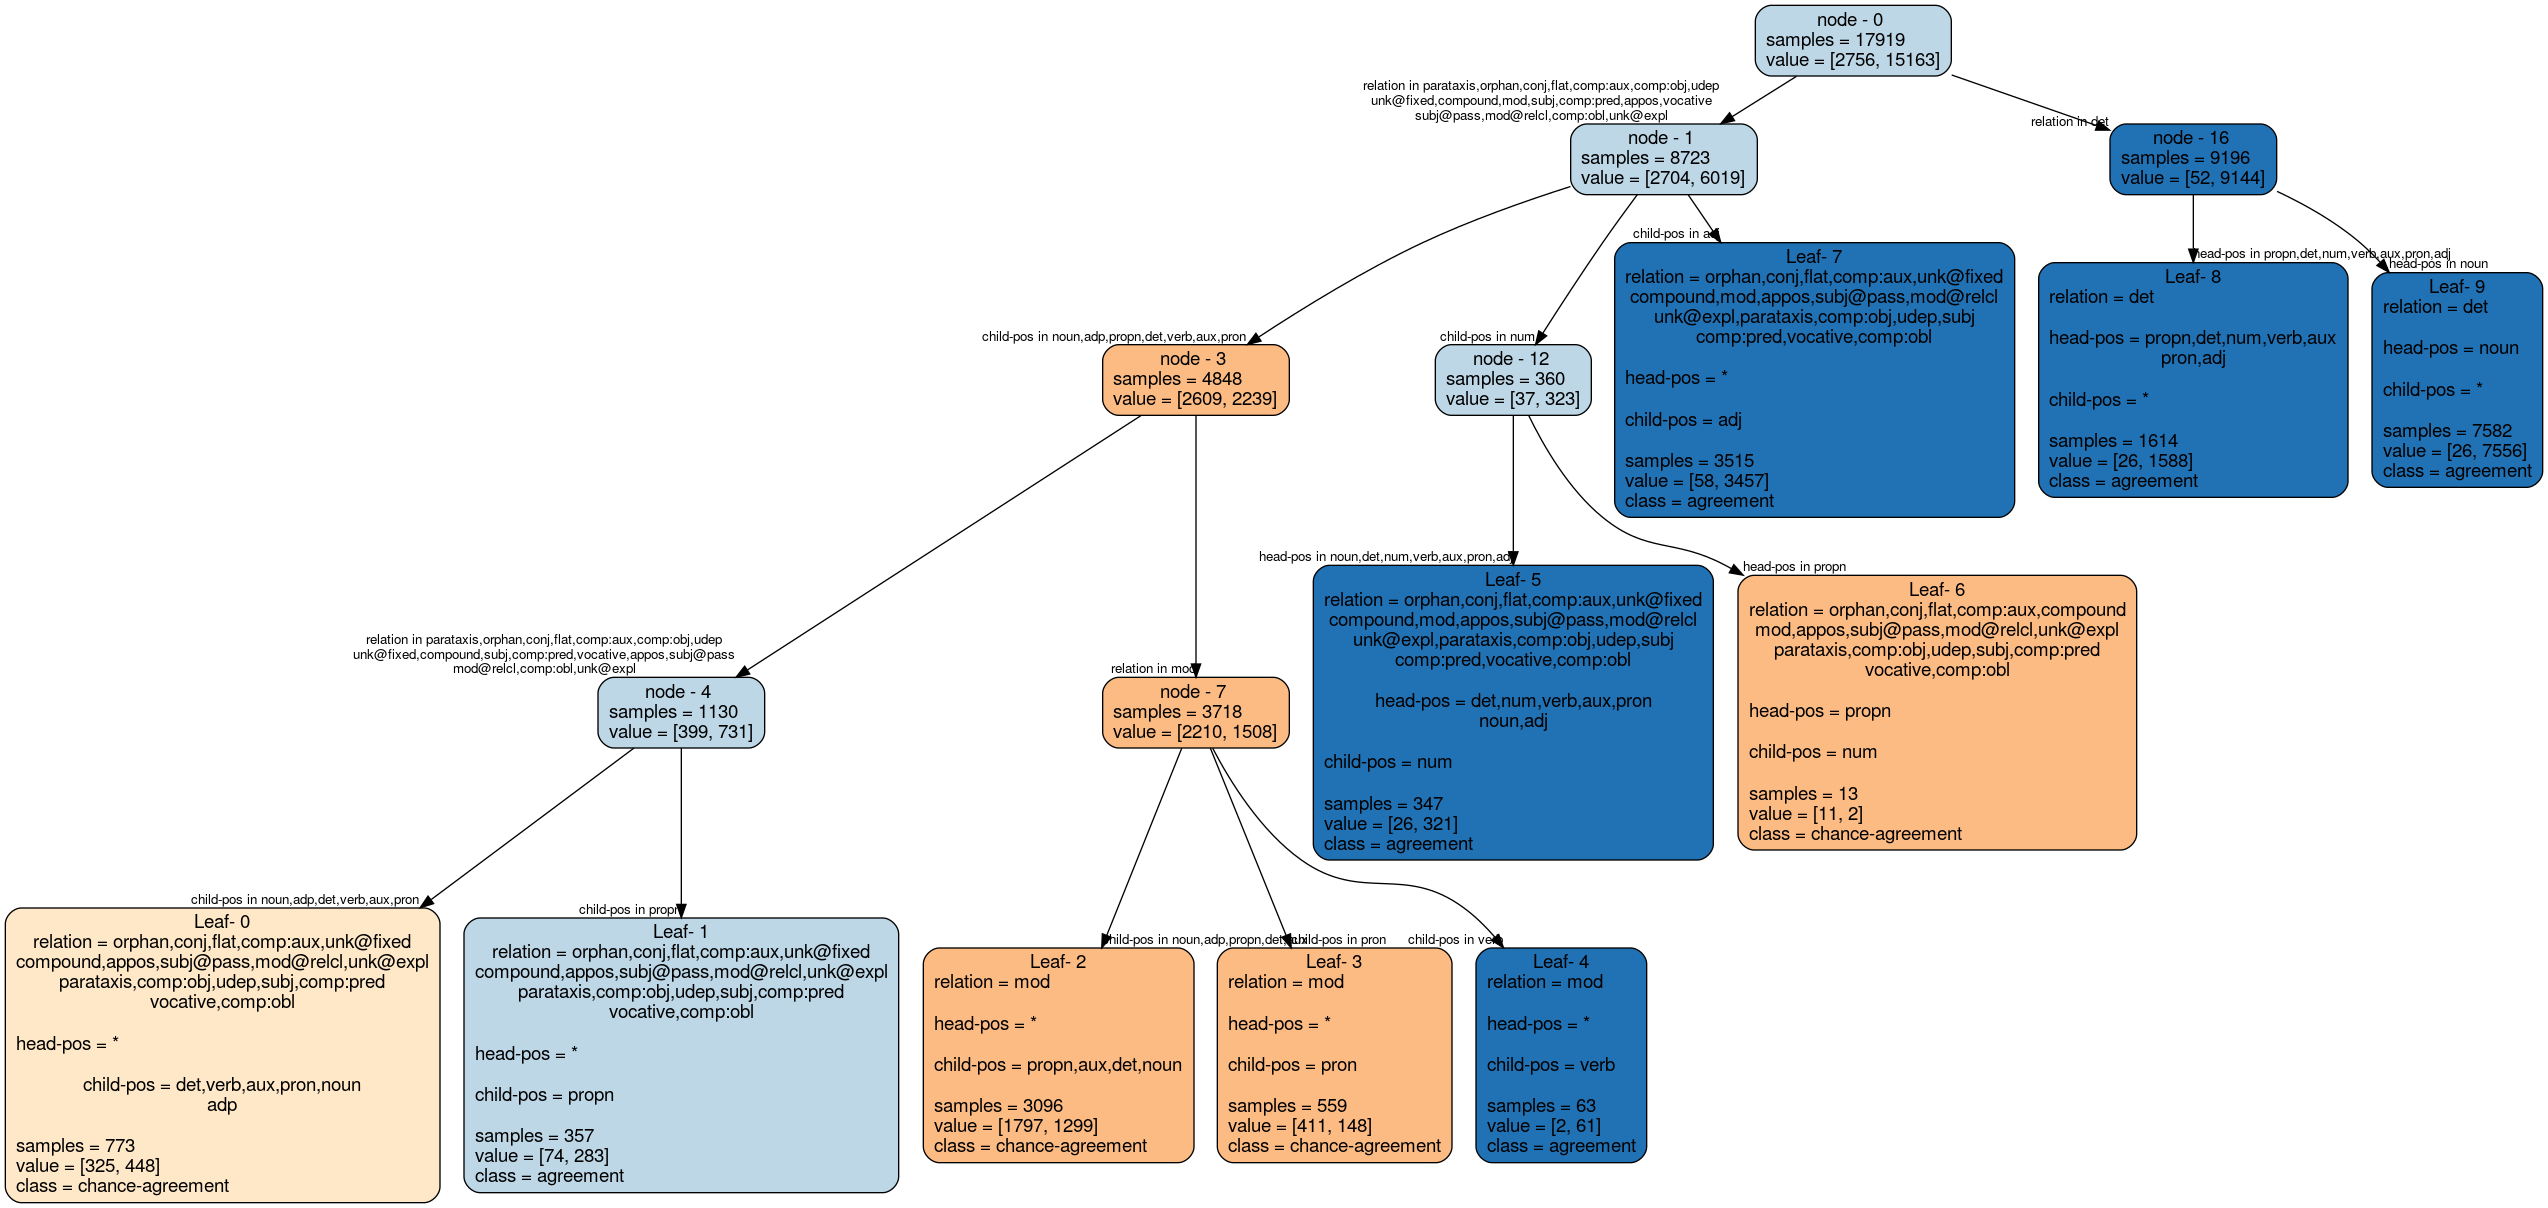 node - 0
samples = 17919
value = [2756, 15163]
relation in parataxis,orphan,conj,flat,comp:aux,comp:obj,udep
unk@fixed,compound,mod,subj,comp:pred,appos,vocative
subj@pass,mod@relcl,comp:obl,unk@expl
relation in det
node - 1
samples = 8723
value = [2704, 6019]
node - 16
samples = 9196
value = [52, 9144]
child-pos in noun,adp,propn,det,verb,aux,pron
child-pos in num
child-pos in adj
head-pos in propn,det,num,verb,aux,pron,adj
head-pos in noun
node - 3
samples = 4848
value = [2609, 2239]
node - 12
samples = 360
value = [37, 323]
Leaf- 7
relation = orphan,conj,flat,comp:aux,unk@fixed
compound,mod,appos,subj@pass,mod@relcl
unk@expl,parataxis,comp:obj,udep,subj
comp:pred,vocative,comp:obl
head-pos = *
child-pos = adj
samples = 3515
value = [58, 3457]
class = agreement
Leaf- 8
relation = det
head-pos = propn,det,num,verb,aux
pron,adj
child-pos = *
samples = 1614
value = [26, 1588]
class = agreement
Leaf- 9
relation = det
head-pos = noun
child-pos = *
samples = 7582
value = [26, 7556]
class = agreement
relation in parataxis,orphan,conj,flat,comp:aux,comp:obj,udep
unk@fixed,compound,subj,comp:pred,vocative,appos,subj@pass
mod@relcl,comp:obl,unk@expl
relation in mod
head-pos in noun,det,num,verb,aux,pron,adj
head-pos in propn
node - 4
samples = 1130
value = [399, 731]
node - 7
samples = 3718
value = [2210, 1508]
Leaf- 5
relation = orphan,conj,flat,comp:aux,unk@fixed
compound,mod,appos,subj@pass,mod@relcl
unk@expl,parataxis,comp:obj,udep,subj
comp:pred,vocative,comp:obl
head-pos = det,num,verb,aux,pron
noun,adj
child-pos = num
samples = 347
value = [26, 321]
class = agreement
Leaf- 6
relation = orphan,conj,flat,comp:aux,compound
mod,appos,subj@pass,mod@relcl,unk@expl
parataxis,comp:obj,udep,subj,comp:pred
vocative,comp:obl
head-pos = propn
child-pos = num
samples = 13
value = [11, 2]
class = chance-agreement
child-pos in noun,adp,det,verb,aux,pron
child-pos in propn
child-pos in noun,adp,propn,det,aux
child-pos in pron
child-pos in verb
Leaf- 0
relation = orphan,conj,flat,comp:aux,unk@fixed
compound,appos,subj@pass,mod@relcl,unk@expl
parataxis,comp:obj,udep,subj,comp:pred
vocative,comp:obl
head-pos = *
child-pos = det,verb,aux,pron,noun
adp
samples = 773
value = [325, 448]
class = chance-agreement
Leaf- 1
relation = orphan,conj,flat,comp:aux,unk@fixed
compound,appos,subj@pass,mod@relcl,unk@expl
parataxis,comp:obj,udep,subj,comp:pred
vocative,comp:obl
head-pos = *
child-pos = propn
samples = 357
value = [74, 283]
class = agreement
Leaf- 2
relation = mod
head-pos = *
child-pos = propn,aux,det,noun
samples = 3096
value = [1797, 1299]
class = chance-agreement
Leaf- 3
relation = mod
head-pos = *
child-pos = pron
samples = 559
value = [411, 148]
class = chance-agreement
Leaf- 4
relation = mod
head-pos = *
child-pos = verb
samples = 63
value = [2, 61]
class = agreement